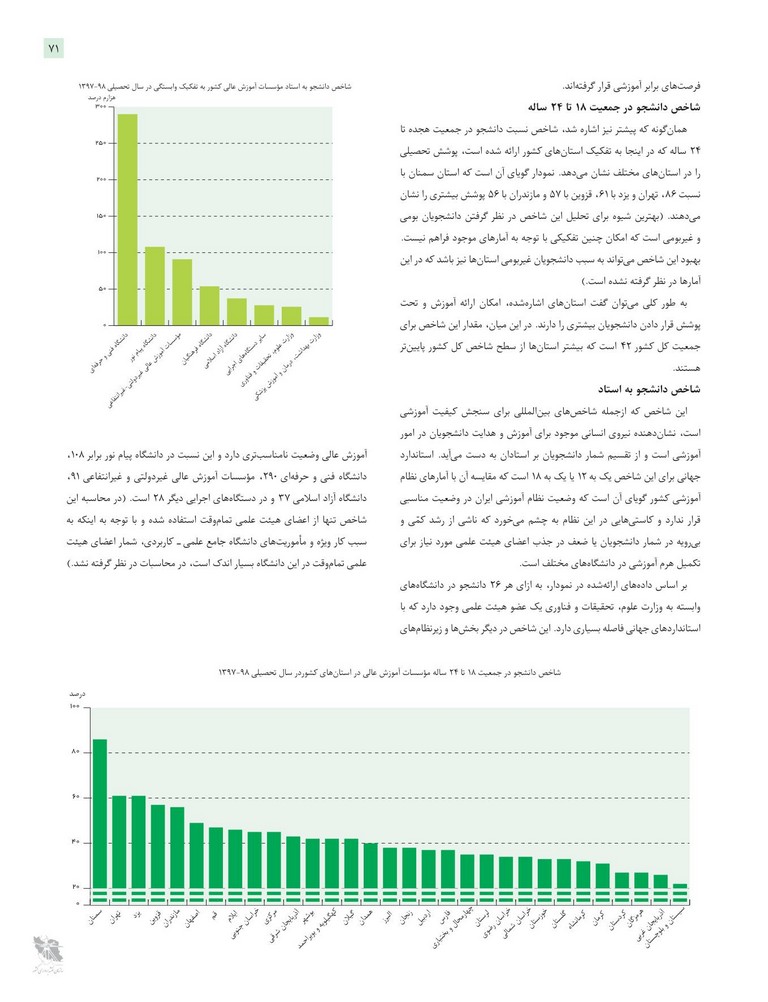 ۷۱
فرصت‌های برابر آموزشی قرار گرفته‌اند.
شاخص دانشجو در جمعیت ۱۸ تا ۲۴ ساله
همان‌گونه که پیشتر نیز اشاره شد، شاخص نسبت دانشجو در جمعیت هجده تا
۲۴ ساله که در اینجا به تفکیک استان‌های کشور ارائه شده است، پوشش تحصیلی
را در استان‌های مختلف نشان می‌دهد. نمودار گویای آن است که استان سمنان با
نسبت ۸۶، تهران و یزد با ۶۱، قزوین با ۵۷ و مازندران با ۵۶ پوشش بیشتری را نشان
می‌دهند. (بهترین شیوه برای تحلیل این شاخص در نظر گرفتن دانشجویان بومی
و غیربومی است که امکان چنین تفکیکی با توجه به آمارهای موجود فراهم نیست.
بهبود این شاخص می‌تواند به سبب دانشجویان غیربومی استان‌ها نیز باشد که در این
آمارها در نظر گرفته نشده است.)
به طور کلی می‌توان گفت استان‌های اشاره‌شده، امکان ارائه آموزش و تحت
پوشش قرار دادن دانشجویان بیشتری را دارند. در این میان، مقدار این شاخص برای
جمعیت کل کشور ۴۲ است که بیشتر استان‌ها از سطح شاخص کل کشور پایین‌تر
هستند.
شاخص دانشجو به استاد
این شاخص که ازجمله شاخص‌های بین‌المللی برای سنجش کیفیت آموزشی
است، نشان‌دهنده نیروی انسانی موجود برای آموزش و هدایت دانشجویان در امور
آموزشی است و از تقسیم شمار دانشجویان بر استادان به دست می‌آید. استاندارد
جهانی برای این شاخص یک به ۱۲ یا یک به ۱۸ است که مقایسه آن با آمارهای نظام
آموزشی کشور گویای آن است که وضعیت نظام آموزشی ایران در وضعیت مناسبی
قرار ندارد و کاستی‌هایی در این نظام به چشم می‌خورد که ناشی از رشد کمّی و
بی‌رویه در شمار دانشجویان یا ضعف در جذب اعضای هیئت علمی مورد نیاز برای
تکمیل هرم آموزشی در دانشگاه‌های مختلف است.
بر اساس داده‌های ارائه‌شده در نمودار، به ازای هر ۲۶ دانشجو در دانشگاه‌های
وابسته به وزارت علوم، تحقیقات و فناوری یک عضو هیئت علمی وجود دارد که با
استانداردهای جهانی فاصله بسیاری دارد. این شاخص در دیگر بخش‌ها و زیرنظام‌های
شاخص دانشجو به استاد مؤسسات آموزش عالی کشور به تفکیک وابستگی در سال تحصیلی ۹۸-۱۳۹۷
هزارم درصد
۳۰۰
۲۵۰
۲۰۰
۱۵۰
۱۰۰
۵۰
۰
دانشگاه فنی و حرفه‌ای
دانشگاه پیام نور
مؤسسات آموزش عالی غیردولتی-غیرانتفاعی
دانشگاه فرهنگیان
دانشگاه آزاد اسلامی
سایر دستگاه‌های اجرایی
وزارت علوم، تحقیقات و فناوری
وزارت بهداشت، درمان و آموزش پزشکی
آموزش عالی وضعیت نامناسب‌تری دارد و این نسبت در دانشگاه پیام نور برابر ۱۰۸،
دانشگاه فنی و حرفه‌ای ۲۹۰، مؤسسات آموزش عالی غیردولتی و غیرانتفاعی ۹۱،
دانشگاه آزاد اسلامی ۳۷ و در دستگاه‌های اجرایی دیگر ۲۸ است. (در محاسبه این
شاخص تنها از اعضای هیئت علمی تمام‌وقت استفاده شده و با توجه به اینکه به
سبب کار ویژه و مأموریت‌های دانشگاه جامع علمی ـ کاربردی، شمار اعضای هیئت
علمی تمام‌وقت در این دانشگاه بسیار اندک است، در محاسبات در نظر گرفته نشد.)
شاخص دانشجو در جمعیت ۱۸ تا ۲۴ ساله مؤسسات آموزش عالی در استان‌های کشوردر سال تحصیلی ۹۸-۱۳۹۷
درصد
۱۰۰
۸۰
۶۰
۴۰
۲۰
۰
سمنان
تهران
یزد
قزوین
مازندران
اصفهان
قم
ایلام
خراسان جنوبی
مرکزی
آذربایجان شرقی
بوشهر
کهگیلویه و بویراحمد
گیلان
همدان
البرز
زنجان
اردبیل
فارس
چهارمحال و بختیاری
لرستان
خراسان رضوی
خراسان شمالی
خوزستان
گلستان
کرمانشاه
کرمان
هرمزگان
کردستان
آذربایجان غربی
سیستان و بلوچستان